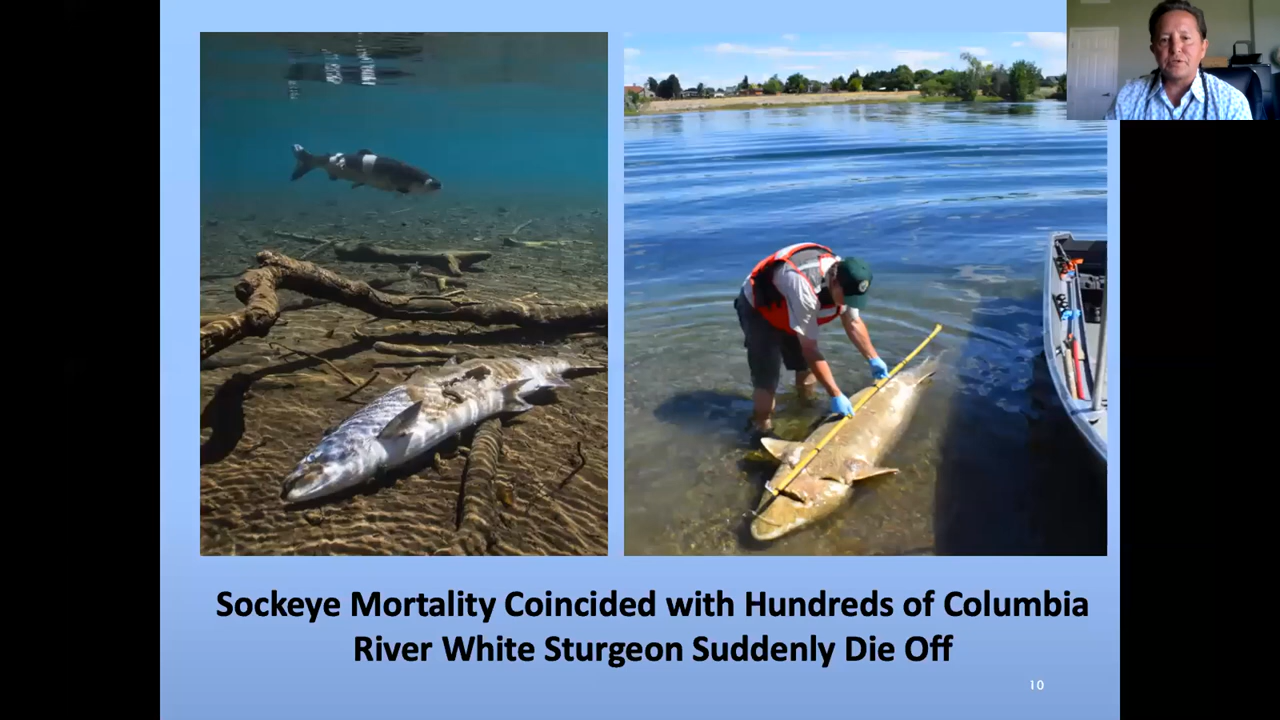 Sockeye Mortality Coincided with Hundreds of Columbia
River White Sturgeon Suddenly Die Off
10